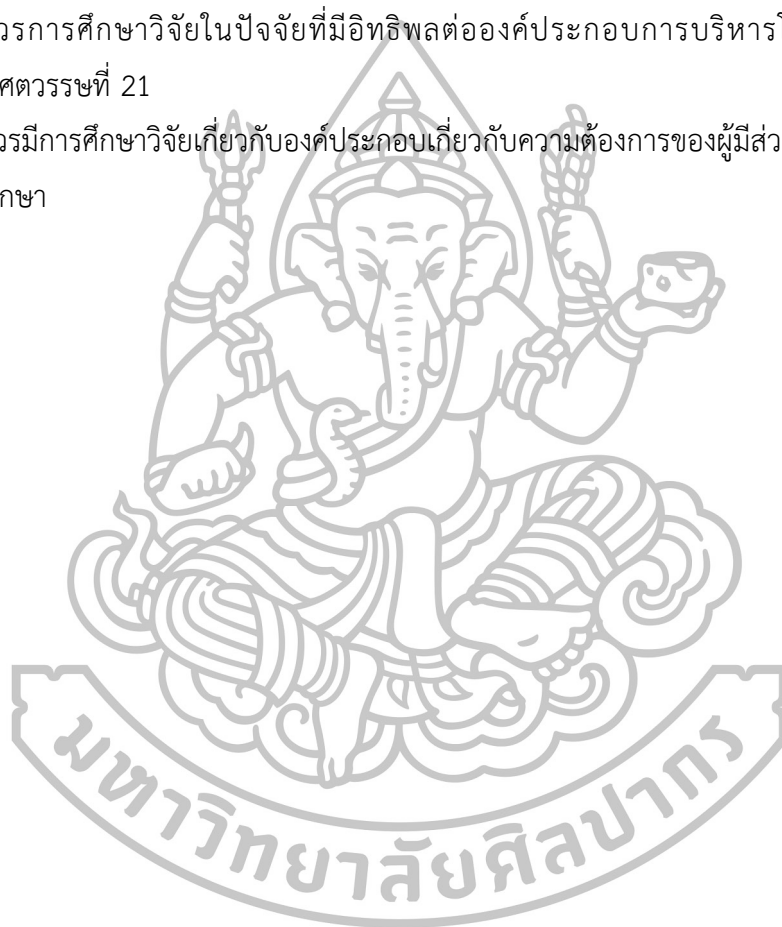 วรการศึกษาวิจัยในปัจจัยที่มีอิทธิพลต่อองค์ประกอบการบริหาร
ศตวรรษที่ 21
วรมีการศึกษาวิจัยเกี่ยวกับองค์ประกอบเกี่ยวกับความต้องการของผู้มีส่ว
กษา
มหาวิทยาลัยศิลปากร